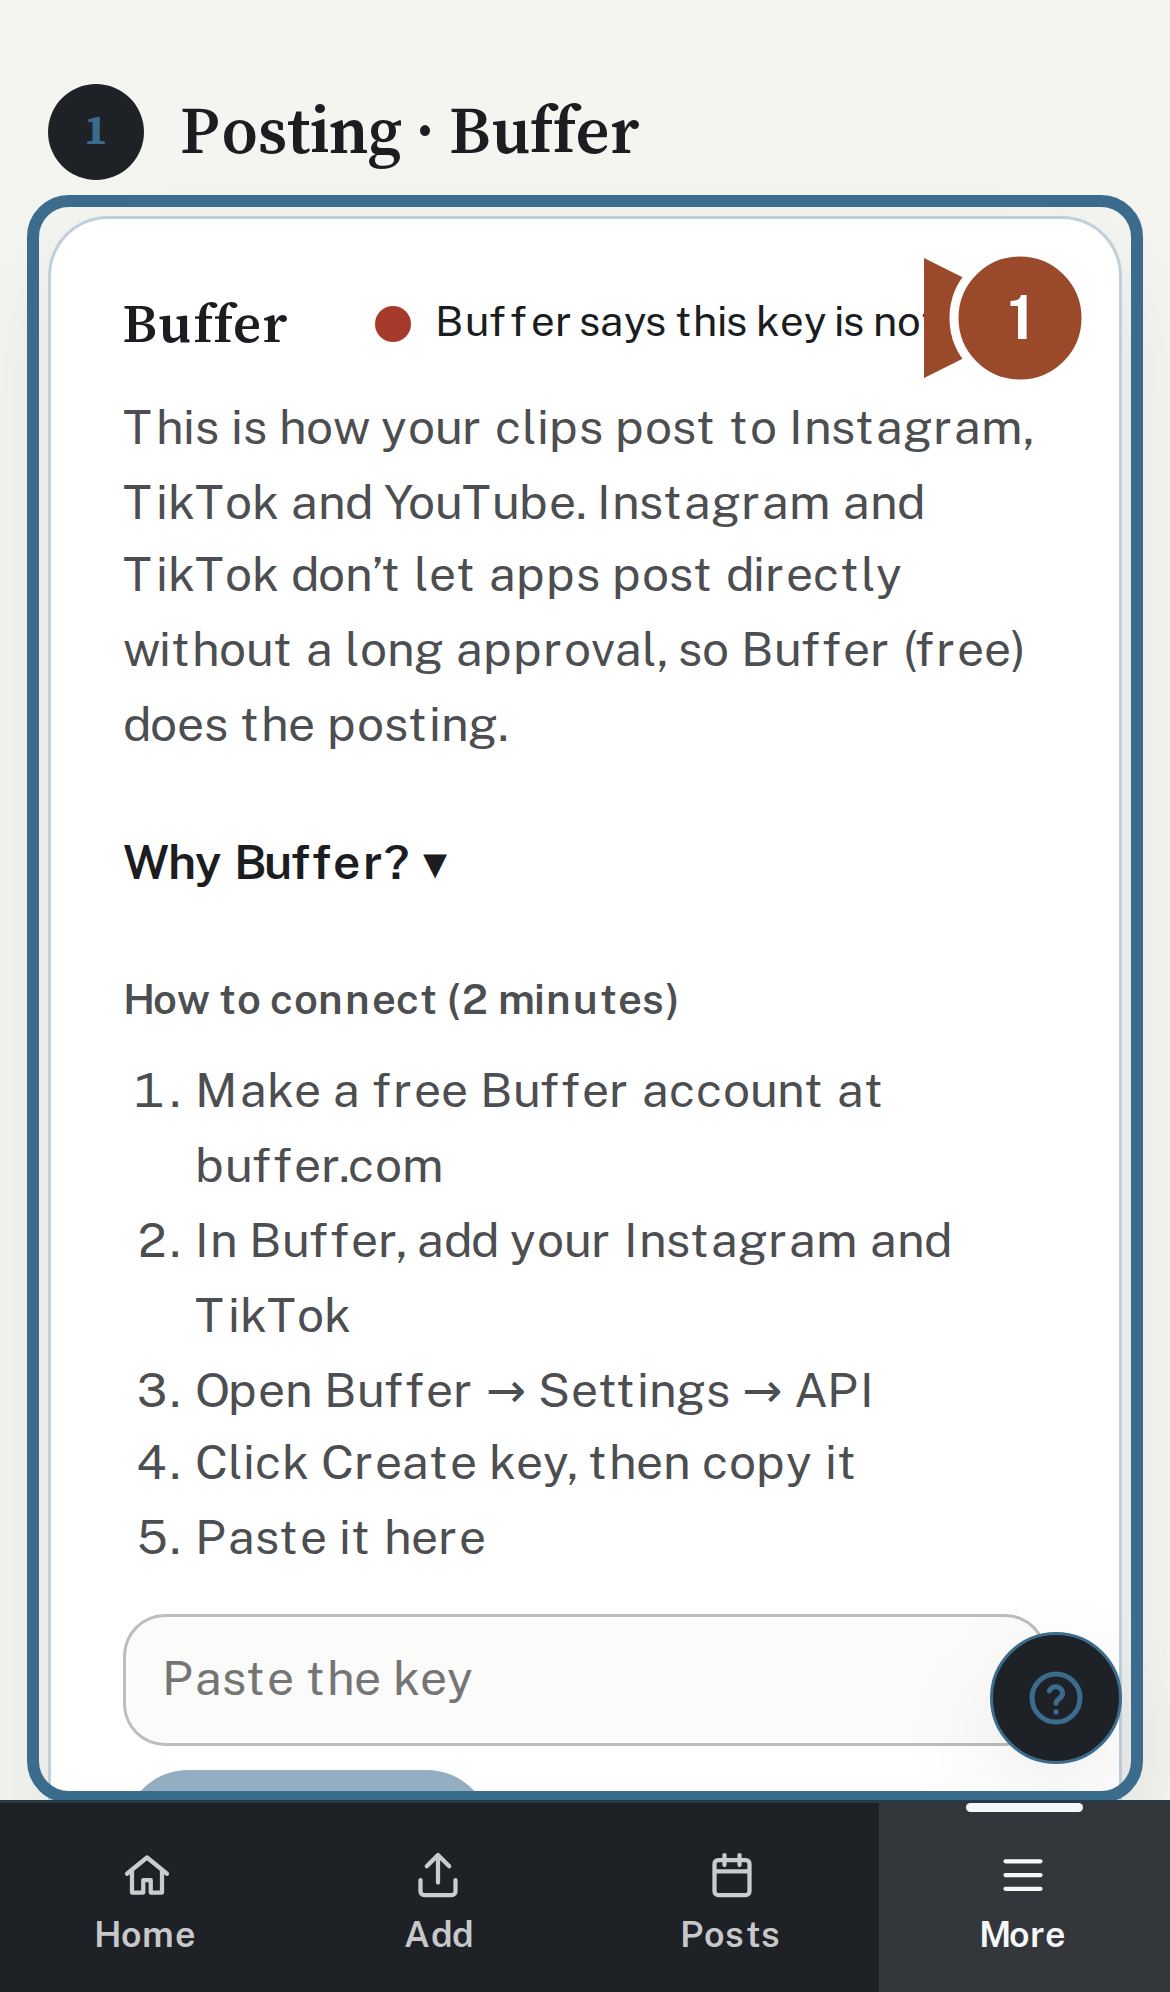 1 Posting · Buffer
Buffer
Buffer says this key is not
1
This is how your clips post to Instagram,
TikTok and YouTube. Instagram and
TikTok don’t let apps post directly
without a long approval, so Buffer (free)
does the posting.
Why Buffer? ▾
How to connect (2 minutes)
1. Make a free Buffer account at
buffer.com
2. In Buffer, add your Instagram and
TikTok
3. Open Buffer → Settings → API
4. Click Create key, then copy it
5. Paste it here
Paste the key
?
Home
Add
Posts
More